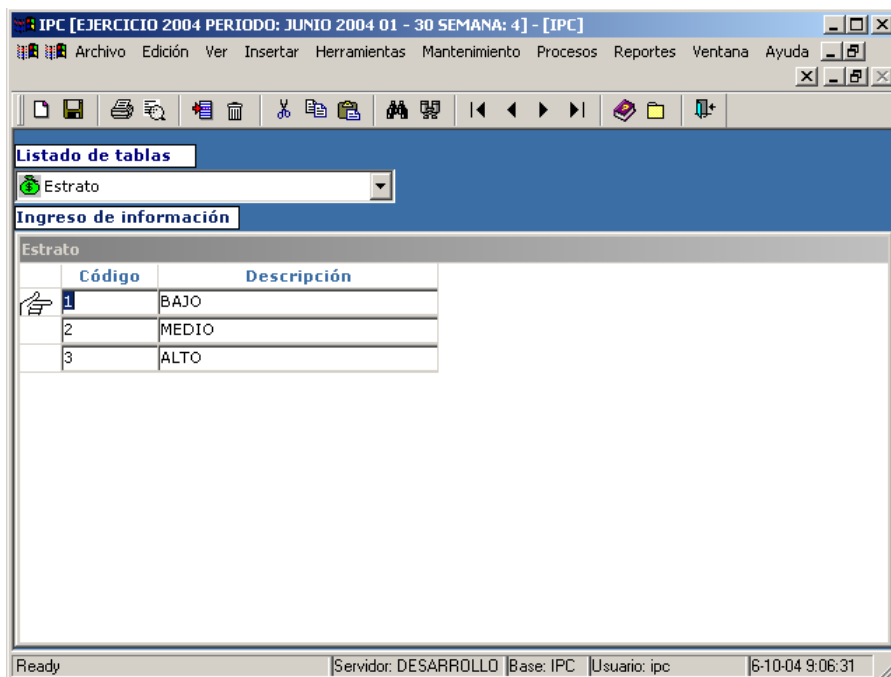 IPC [EJERCICIO 2004 PERIODO: JUNIO 2004 01 - 30 SEMANA: 4] - [IPC]
Archivo Edición Ver Insertar Herramientas Mantenimiento Procesos Reportes Ventana Ayuda
Listado de tablas
Estrato
Ingreso de información
Estrato
Código Descripción
1 BAJO
2 MEDIO
3 ALTO
Ready Servidor: DESARROLLO Base: IPC Usuario: ipc 6-10-04 9:06:31